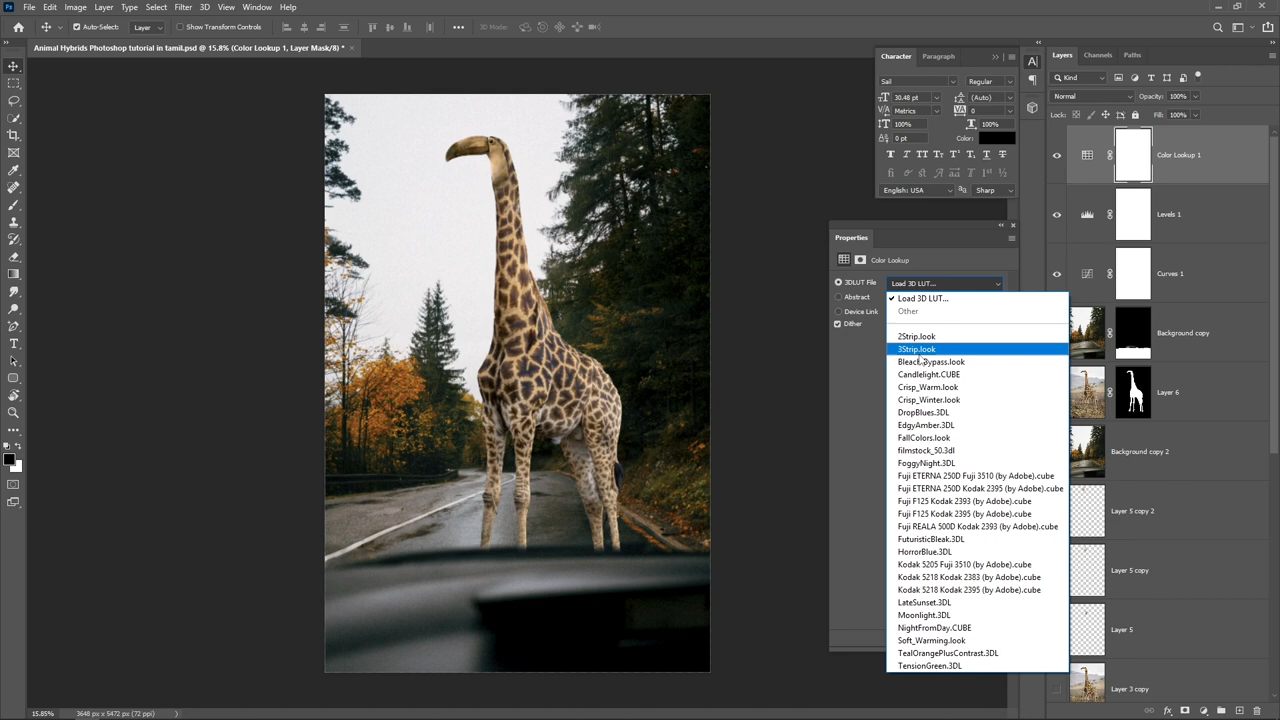 Ps File Edit Image Layer Type Select Filter 3D View Window Help
Auto-Select: Layer Show Transform Controls 3D Mode:
Animal Hybrids Photoshop tutorial in tamil.psd @ 15.8% (Color Lookup 1, Layer Mask/8) *
Character Paragraph
Sail Regular
30.48 pt (Auto)
Metrics 0
100% 100%
0 pt Color:
English: USA Sharp
Properties
Color Lookup
3DLUT File Load 3D LUT...
Abstract
Device Link
Dither
Load 3D LUT...
Other
2Strip.look
3Strip.look
Bleach Bypass.look
Candlelight.CUBE
Crisp_Warm.look
Crisp_Winter.look
DropBlues.3DL
EdgyAmber.3DL
FallColors.look
filmstock_50.3dl
FoggyNight.3DL
Fuji ETERNA 250D Fuji 3510 (by Adobe).cube
Fuji ETERNA 250D Kodak 2395 (by Adobe).cube
Fuji F125 Kodak 2393 (by Adobe).cube
Fuji F125 Kodak 2395 (by Adobe).cube
Fuji REALA 500D Kodak 2393 (by Adobe).cube
FuturisticBleak.3DL
HorrorBlue.3DL
Kodak 5205 Fuji 3510 (by Adobe).cube
Kodak 5218 Kodak 2383 (by Adobe).cube
Kodak 5218 Kodak 2395 (by Adobe).cube
LateSunset.3DL
Moonlight.3DL
NightFromDay.CUBE
Soft_Warming.look
TealOrangePlusContrast.3DL
TensionGreen.3DL
Layers Channels Paths
Kind
Normal Opacity: 100%
Lock: Fill: 100%
Color Lookup 1
Levels 1
Curves 1
Background copy
Layer 6
Background copy 2
Layer 5 copy 2
Layer 5 copy
Layer 5
Layer 3 copy
15.85% 3648 px x 5472 px (72 ppi)